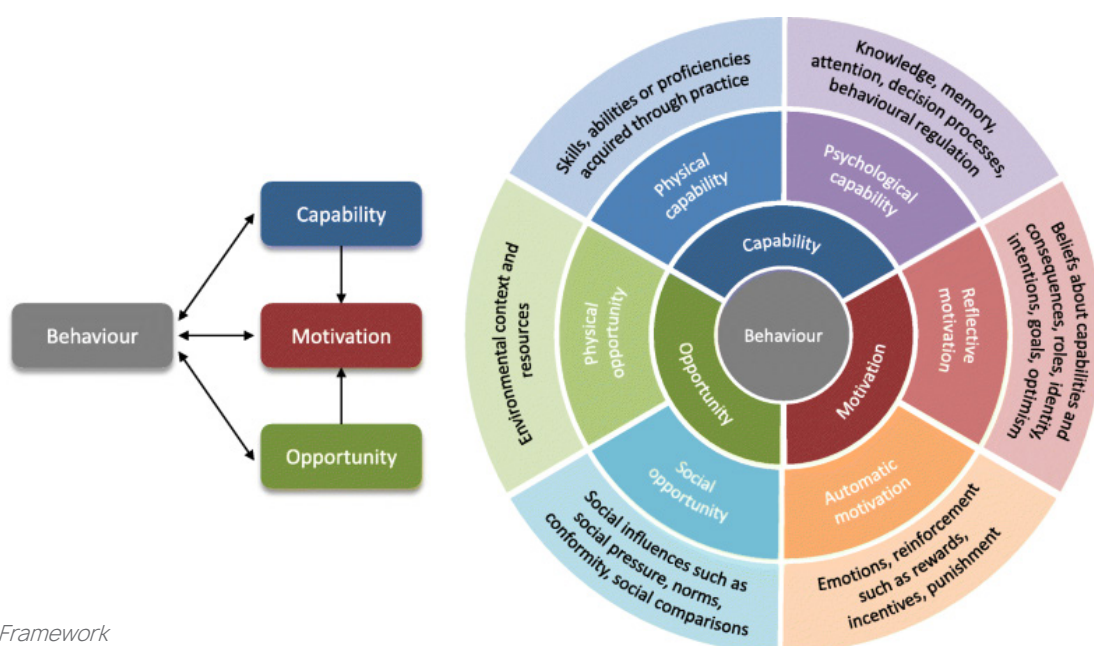 Capability
Behaviour
Motivation
Opportunity
Skills, abilities or proficiencies
acquired through practice
Knowledge, memory,
attention, decision processes,
behavioural regulation
Physical
capability
Psychological
capability
Capability
Environmental context and
resources
Physical
opportunity
Opportunity
Behaviour
Motivation
Reflective
motivation
Beliefs about capabilities and
consequences, roles, identity,
intentions, goals, optimism
Social
opportunity
Automatic
motivation
Social influences such as
social pressure, norms,
conformity, social comparisons
Emotions, reinforcement
such as rewards,
incentives, punishment
Framework